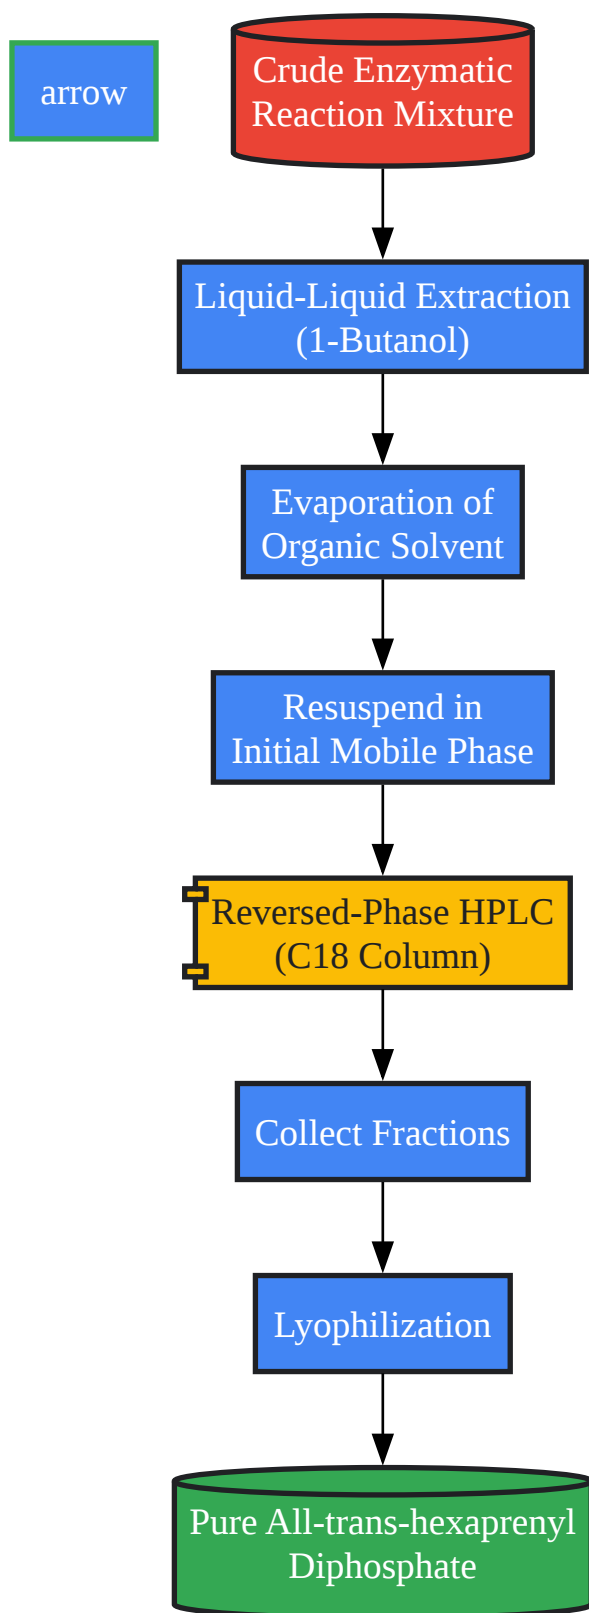 arrow
Crude Enzymatic
Reaction Mixture
Liquid-Liquid Extraction
(1-Butanol)
Evaporation of
Organic Solvent
Resuspend in
Initial Mobile Phase
Reversed-Phase HPLC
(C18 Column)
Collect Fractions
Lyophilization
Pure All-trans-hexaprenyl
Diphosphate